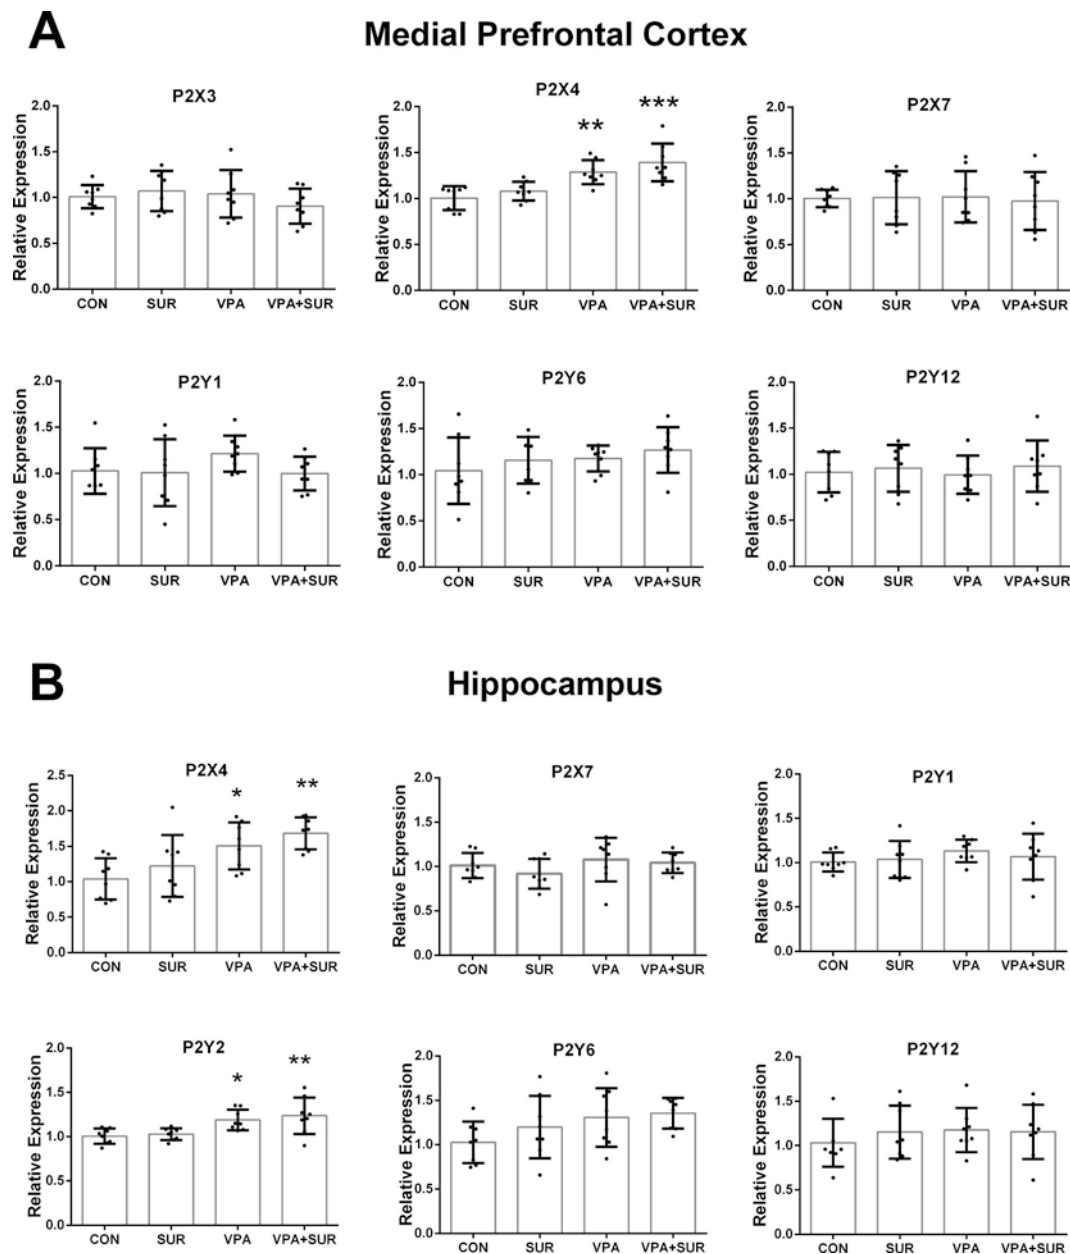 A
Medial Prefrontal Cortex
P2X3
Relative Expression
2.0
1.5
1.0
0.5
0.0
CON SUR VPA VPA+SUR
P2X4
** ***
Relative Expression
2.0
1.5
1.0
0.5
0.0
CON SUR VPA VPA+SUR
P2X7
Relative Expression
2.0
1.5
1.0
0.5
0.0
CON SUR VPA VPA+SUR
P2Y1
Relative Expression
2.0
1.5
1.0
0.5
0.0
CON SUR VPA VPA+SUR
P2Y6
Relative Expression
2.0
1.5
1.0
0.5
0.0
CON SUR VPA VPA+SUR
P2Y12
Relative Expression
2.0
1.5
1.0
0.5
0.0
CON SUR VPA VPA+SUR
B
Hippocampus
P2X4
* **
Relative Expression
2.5
2.0
1.5
1.0
0.5
0.0
CON SUR VPA VPA+SUR
P2X7
Relative Expression
2.0
1.5
1.0
0.5
0.0
CON SUR VPA VPA+SUR
P2Y1
Relative Expression
2.0
1.5
1.0
0.5
0.0
CON SUR VPA VPA+SUR
P2Y2
* **
Relative Expression
2.0
1.5
1.0
0.5
0.0
CON SUR VPA VPA+SUR
P2Y6
Relative Expression
2.0
1.5
1.0
0.5
0.0
CON SUR VPA VPA+SUR
P2Y12
Relative Expression
2.0
1.5
1.0
0.5
0.0
CON SUR VPA VPA+SUR